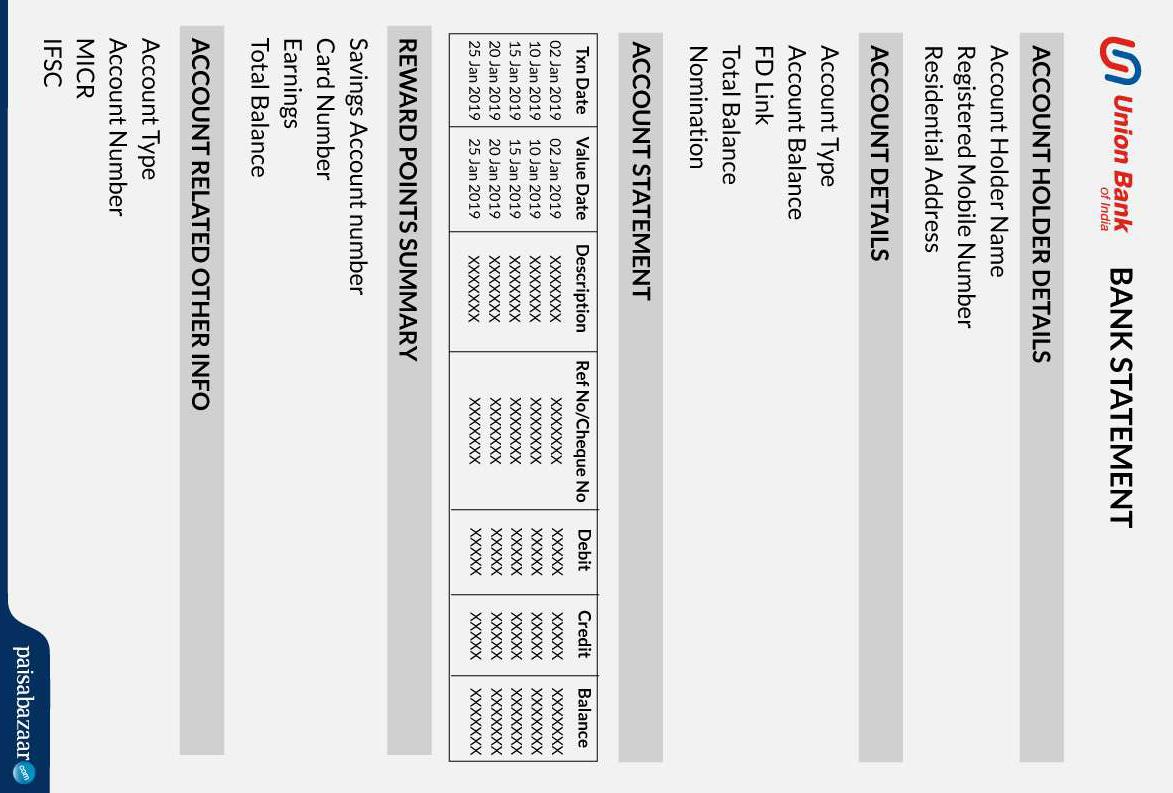 Union Bank
of India
BANK STATEMENT
ACCOUNT HOLDER DETAILS
Account Holder Name
Registered Mobile Number
Residential Address
ACCOUNT DETAILS
Account Type
Account Balance
FD Link
Total Balance
Nomination
ACCOUNT STATEMENT
Txn Date Value Date Description Ref No/Cheque No Debit Credit Balance
02 Jan 2019 02 Jan 2019 XXXXXXX XXXXXXX XXXXX XXXXX XXXXXXX
10 Jan 2019 10 Jan 2019 XXXXXXX XXXXXXX XXXXX XXXXX XXXXXXX
15 Jan 2019 15 Jan 2019 XXXXXXX XXXXXXX XXXXX XXXXX XXXXXXX
20 Jan 2019 20 Jan 2019 XXXXXXX XXXXXXX XXXXX XXXXX XXXXXXX
25 Jan 2019 25 Jan 2019 XXXXXXX XXXXXXX XXXXX XXXXX XXXXXXX
REWARD POINTS SUMMARY
Savings Account number
Card Number
Earnings
Total Balance
ACCOUNT RELATED OTHER INFO
Account Type
Account Number
MICR
IFSC
paisabazaar.com